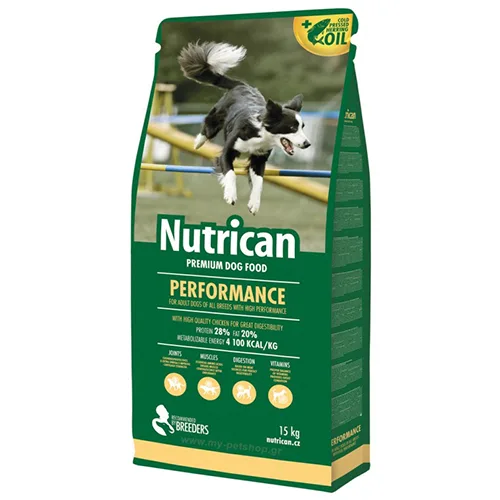 + COLD
PRESSED
HERRING
OIL
Nutrican
PREMIUM DOG FOOD
PERFORMANCE
FOR ADULT DOGS OF ALL BREEDS WITH HIGH PERFORMANCE
WITH HIGH QUALITY CHICKEN FOR GREAT DIGESTIBILITY
PROTEIN 28% FAT 20%
METABOLIZABLE ENERGY 4 100 KCAL/KG
JOINTS MUSCLES DIGESTION VITAMINS
RECOMMENDED
BY BREEDERS
15 kg
nutrican.cz
www.my-petshop.gr